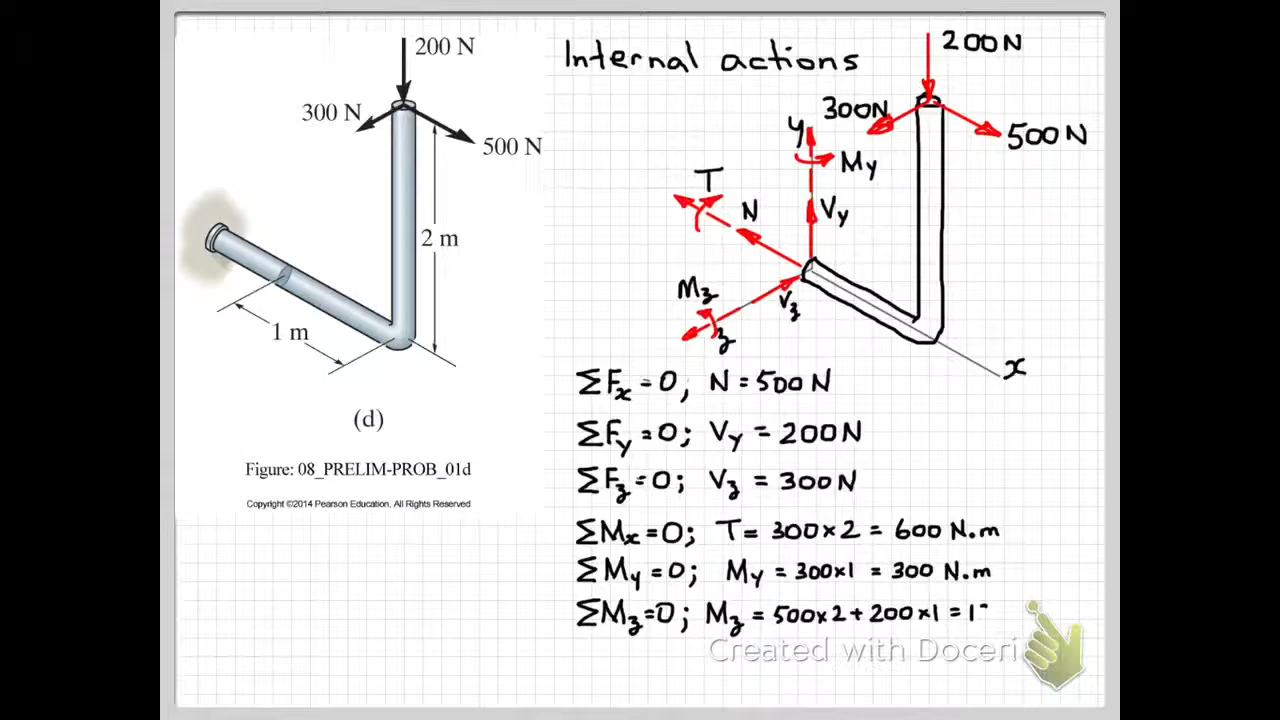 200 N
300 N
500 N
2 m
1 m
(d)
Figure: 08_PRELIM-PROB_01d
Copyright ©2014 Pearson Education, All Rights Reserved
Internal actions
200N
300N
500N
y
My
T
N
Vy
Mz
Vz
z
x
ΣFx = 0; N = 500 N
ΣFy = 0; Vy = 200N
ΣFz = 0; Vz = 300N
ΣMx = 0; T = 300×2 = 600 N.m
ΣMy = 0; My = 300×1 = 300 N.m
ΣMz = 0; Mz = 500×2 + 200×1 = 1
Created with Doceri